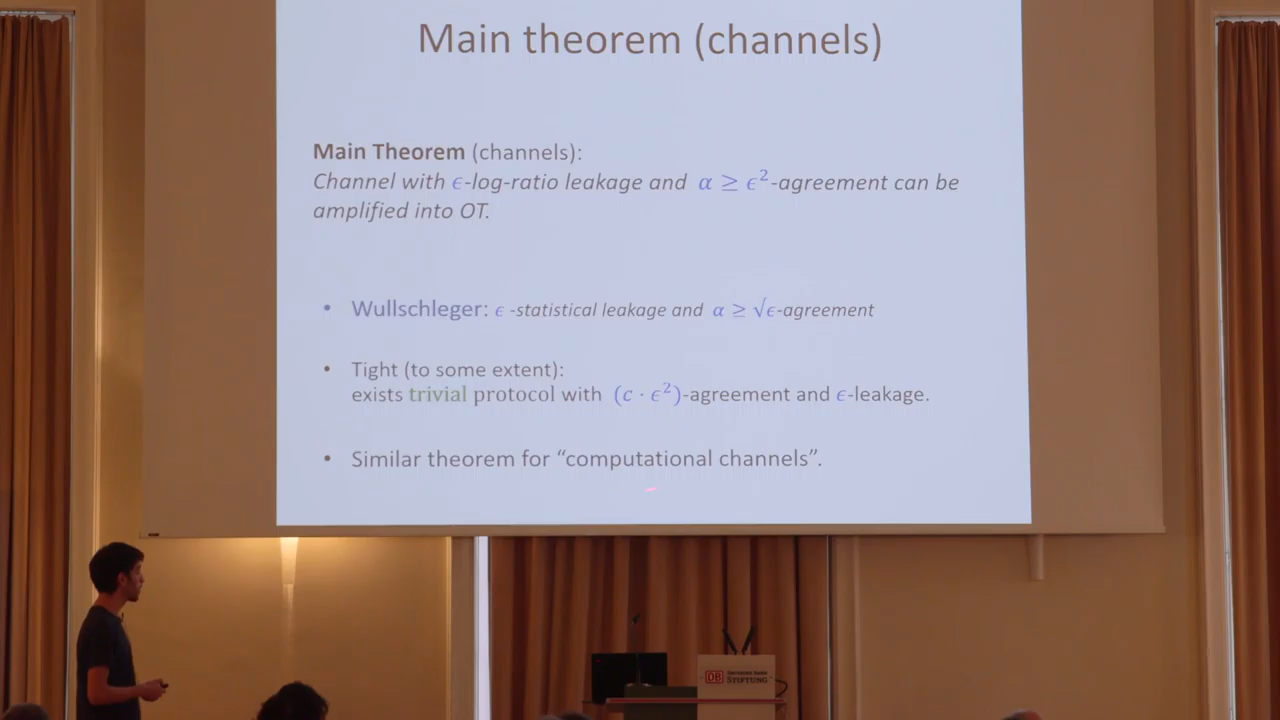 Main theorem (channels)
Main Theorem (channels):
Channel with ϵ-log-ratio leakage and α ≥ ϵ²-agreement can be
amplified into OT.
• Wullschleger: ϵ -statistical leakage and α ≥ √ϵ-agreement
• Tight (to some extent):
exists trivial protocol with (c · ϵ²)-agreement and ϵ-leakage.
• Similar theorem for “computational channels”.
DB
DEUTSCHE BAHN
STIFTUNG